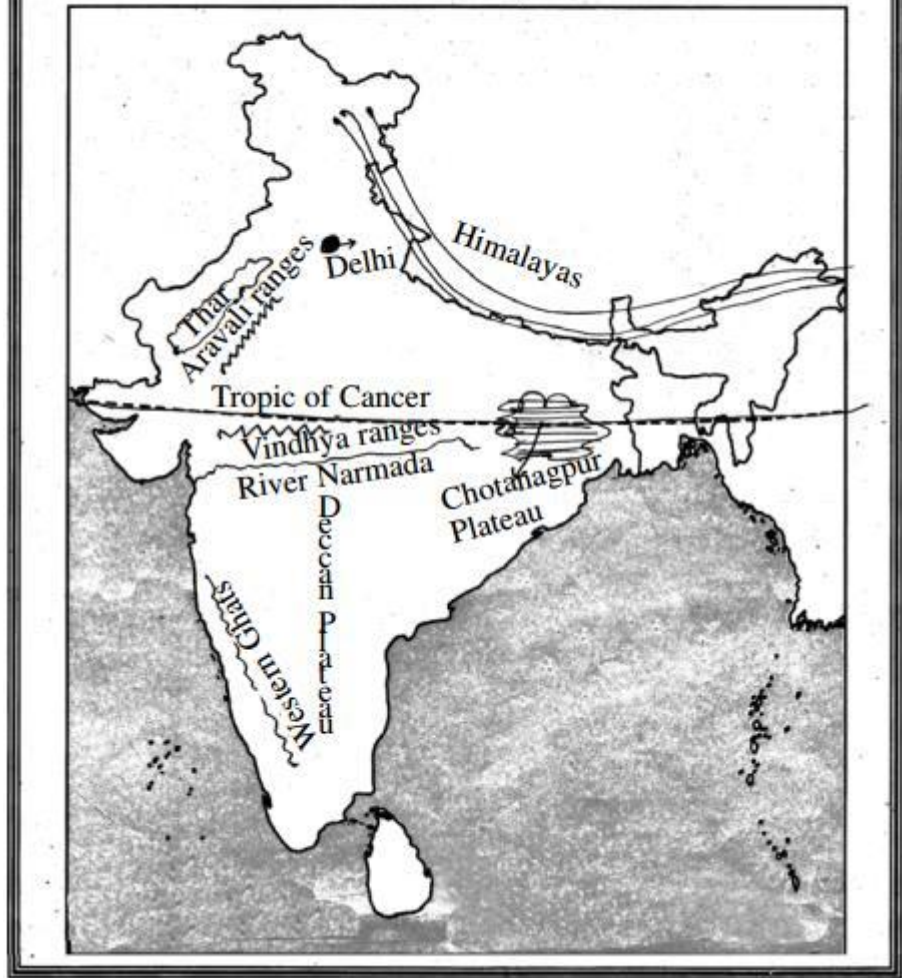 Himalayas
Delhi
Thar
Aravali ranges
Tropic of Cancer
Vindhya ranges
River Narmada
Chotanagpur
Plateau
Deccan Plateau
Western Ghats